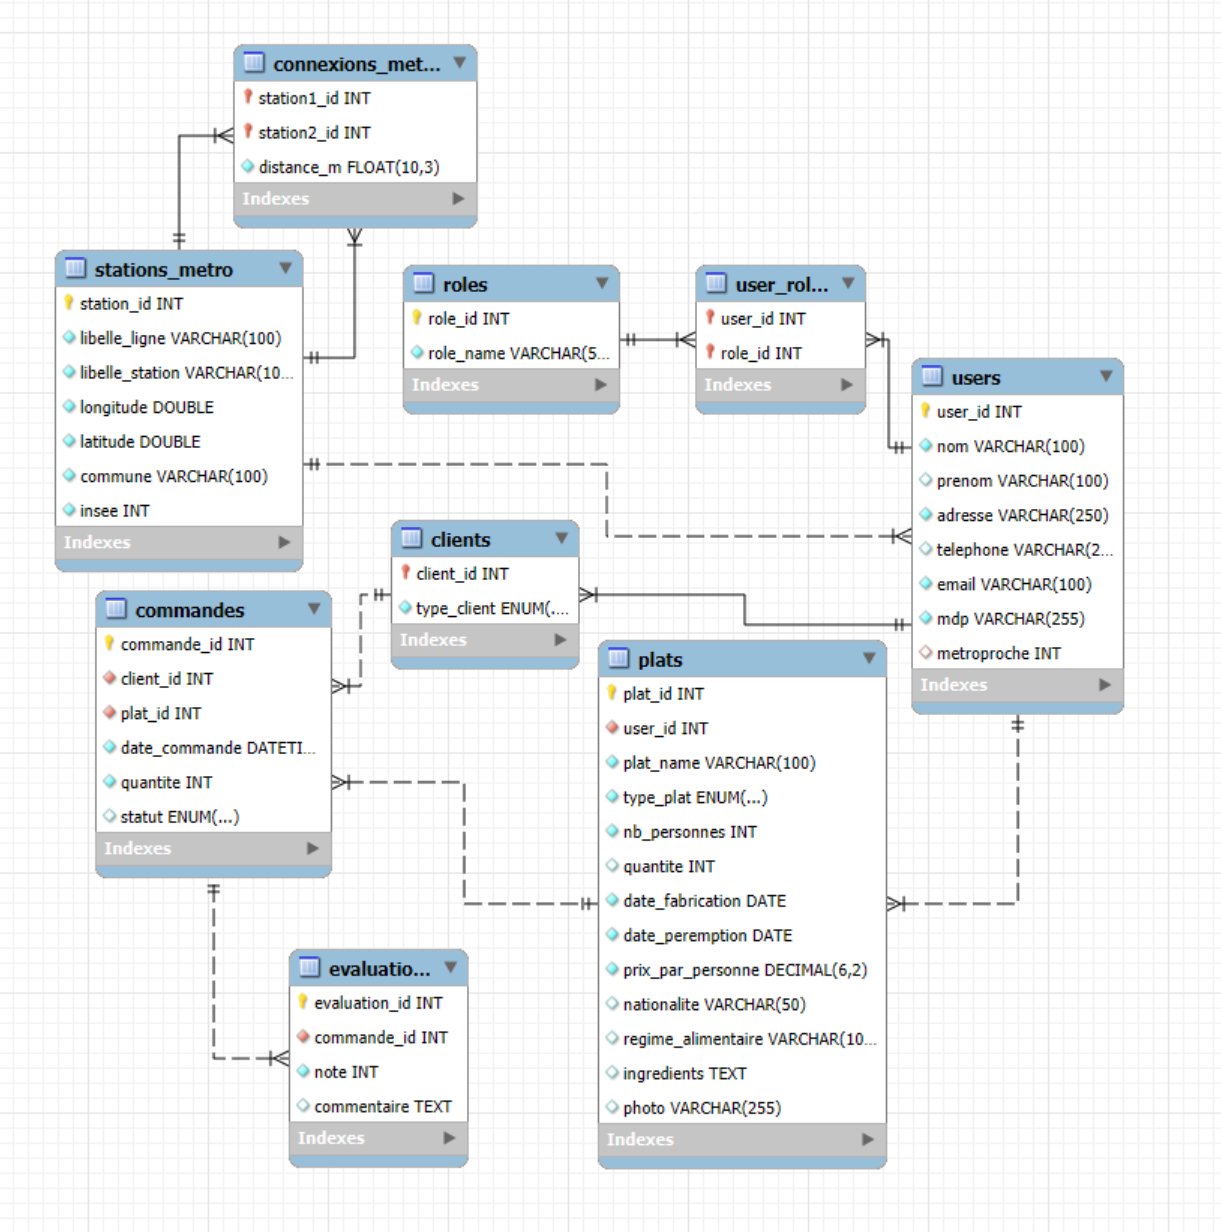 connexions_met...
station1_id INT
station2_id INT
distance_m FLOAT(10,3)
Indexes
stations_metro
station_id INT
libelle_ligne VARCHAR(100)
libelle_station VARCHAR(10...
longitude DOUBLE
latitude DOUBLE
commune VARCHAR(100)
insee INT
Indexes
roles
role_id INT
role_name VARCHAR(5...
Indexes
user_rol...
user_id INT
role_id INT
Indexes
users
user_id INT
nom VARCHAR(100)
prenom VARCHAR(100)
adresse VARCHAR(250)
telephone VARCHAR(2...
email VARCHAR(100)
mdp VARCHAR(255)
metroproche INT
Indexes
clients
client_id INT
type_client ENUM(....
Indexes
commandes
commande_id INT
client_id INT
plat_id INT
date_commande DATETI...
quantite INT
statut ENUM(...)
Indexes
plats
plat_id INT
user_id INT
plat_name VARCHAR(100)
type_plat ENUM(...)
nb_personnes INT
quantite INT
date_fabrication DATE
date_peremption DATE
prix_par_personne DECIMAL(6,2)
nationalite VARCHAR(50)
regime_alimentaire VARCHAR(10...
ingredients TEXT
photo VARCHAR(255)
Indexes
evaluatio...
evaluation_id INT
commande_id INT
note INT
commentaire TEXT
Indexes